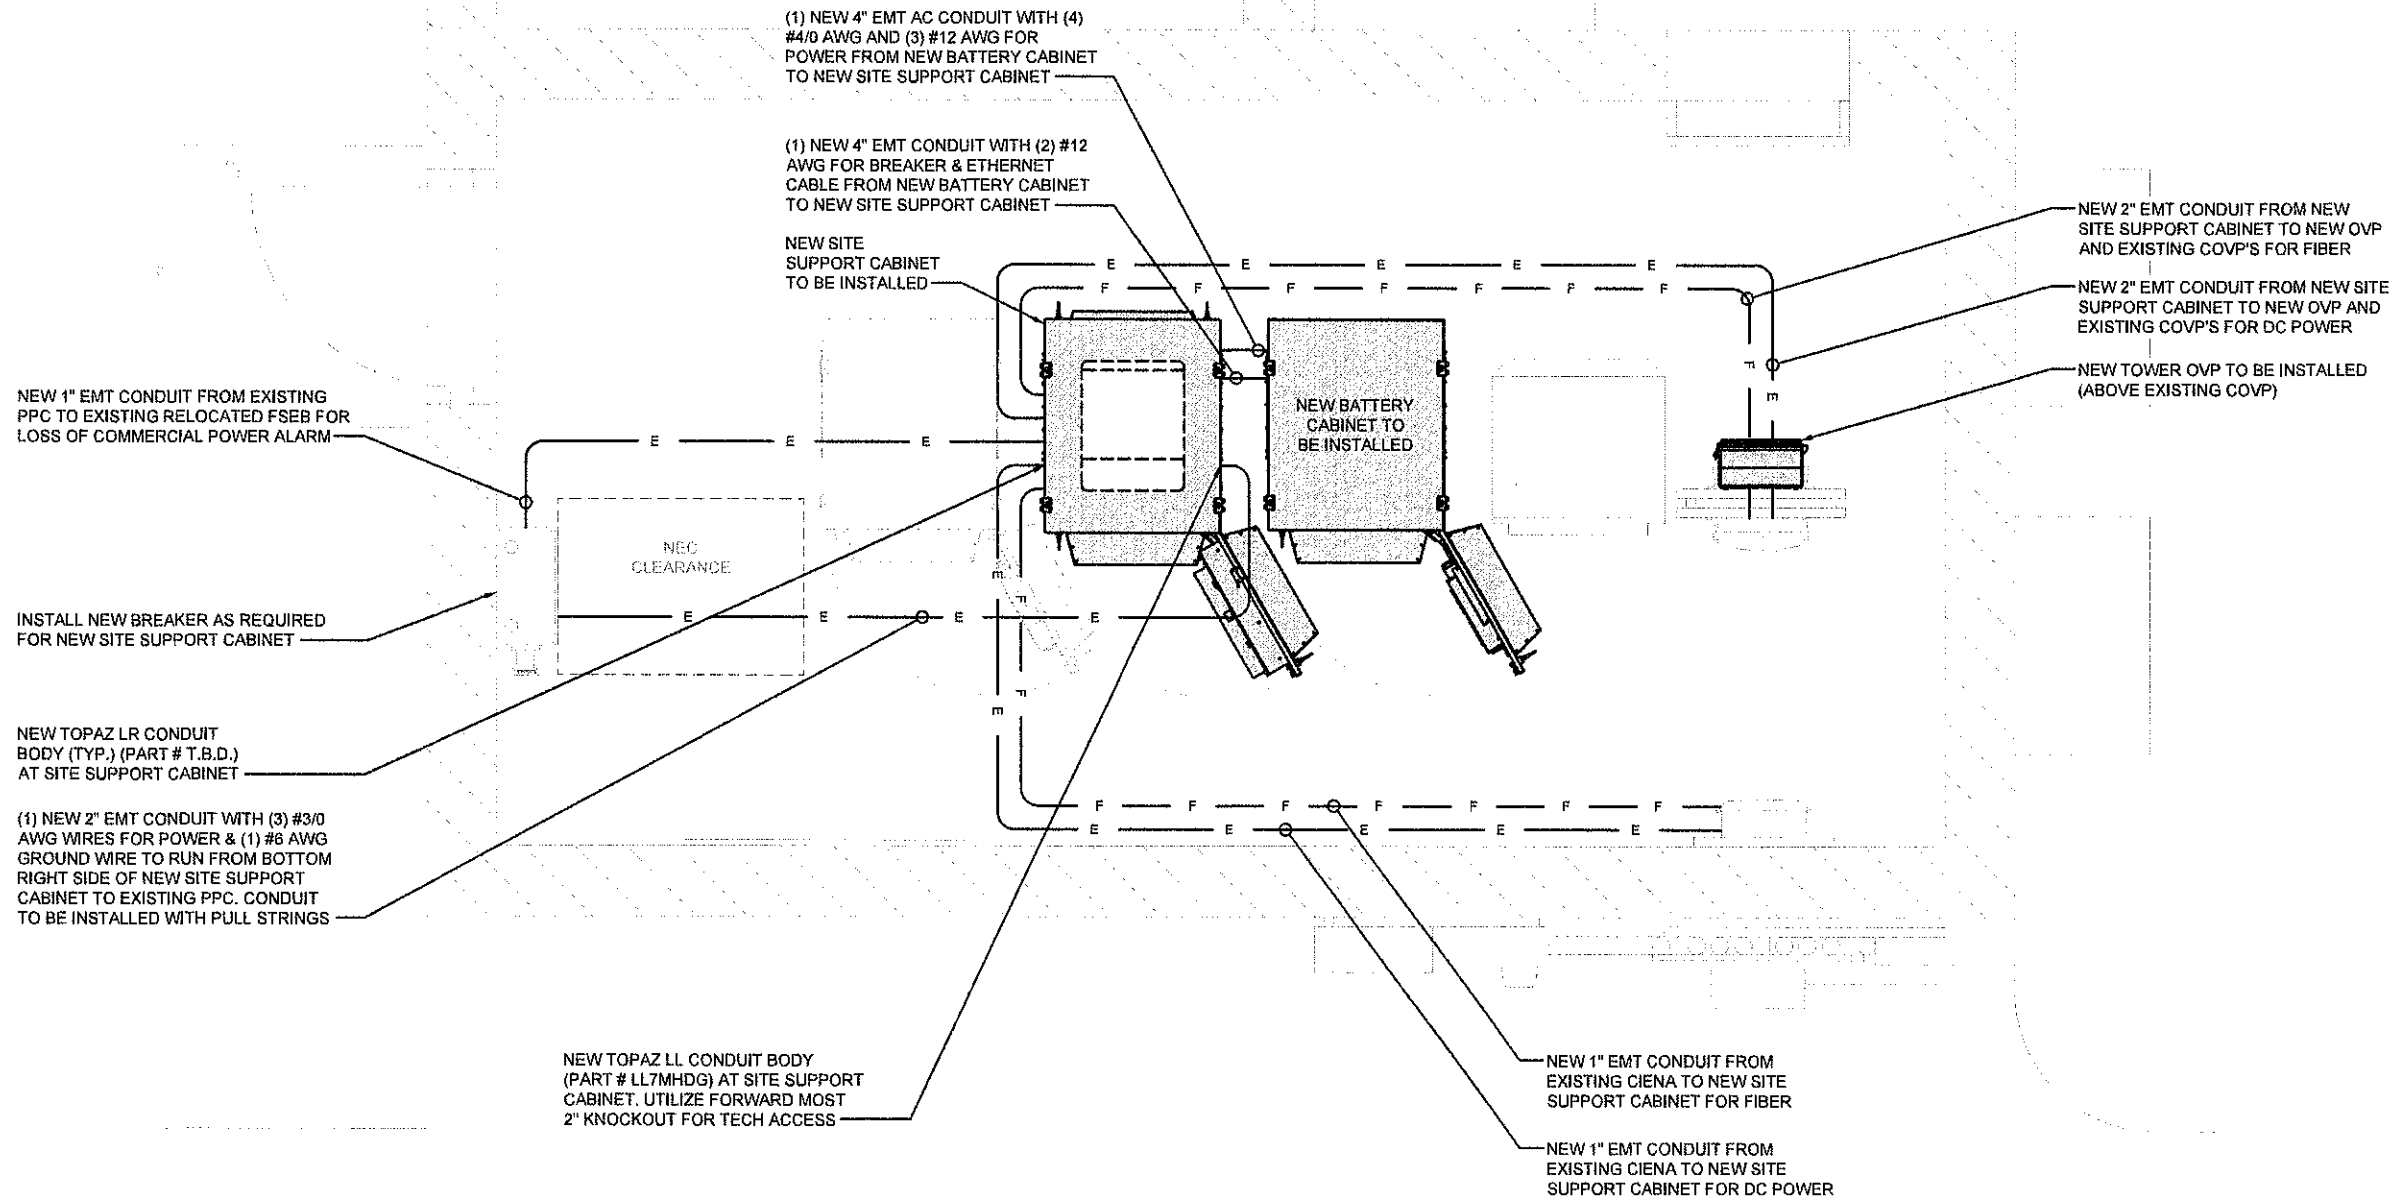 (1) NEW 4" EMT AC CONDUIT WITH (4)
#4/0 AWG AND (3) #12 AWG FOR
POWER FROM NEW BATTERY CABINET
TO NEW SITE SUPPORT CABINET
(1) NEW 4" EMT CONDUIT WITH (2) #12
AWG FOR BREAKER & ETHERNET
CABLE FROM NEW BATTERY CABINET
TO NEW SITE SUPPORT CABINET
NEW SITE
SUPPORT CABINET
TO BE INSTALLED
NEW 2" EMT CONDUIT FROM NEW
SITE SUPPORT CABINET TO NEW OVP
AND EXISTING COVP'S FOR FIBER
NEW 2" EMT CONDUIT FROM NEW SITE
SUPPORT CABINET TO NEW OVP AND
EXISTING COVP'S FOR DC POWER
NEW TOWER OVP TO BE INSTALLED
(ABOVE EXISTING COVP)
E E E E E
F F F F F F F
F
E
NEW BATTERY
CABINET TO
BE INSTALLED
NEW 1" EMT CONDUIT FROM EXISTING
PPC TO EXISTING RELOCATED FSEB FOR
LOSS OF COMMERCIAL POWER ALARM
E E E
NEC
CLEARANCE
INSTALL NEW BREAKER AS REQUIRED
FOR NEW SITE SUPPORT CABINET
E E E E
E
F
F
E
NEW TOPAZ LR CONDUIT
BODY (TYP.) (PART # T.B.D.)
AT SITE SUPPORT CABINET
(1) NEW 2" EMT CONDUIT WITH (3) #3/0
AWG WIRES FOR POWER & (1) #6 AWG
GROUND WIRE TO RUN FROM BOTTOM
RIGHT SIDE OF NEW SITE SUPPORT
CABINET TO EXISTING PPC. CONDUIT
TO BE INSTALLED WITH PULL STRINGS
F F F F F F F
E E E E E
NEW TOPAZ LL CONDUIT BODY
(PART # LL7MHDG) AT SITE SUPPORT
CABINET. UTILIZE FORWARD MOST
2" KNOCKOUT FOR TECH ACCESS
NEW 1" EMT CONDUIT FROM
EXISTING CIENA TO NEW SITE
SUPPORT CABINET FOR FIBER
NEW 1" EMT CONDUIT FROM
EXISTING CIENA TO NEW SITE
SUPPORT CABINET FOR DC POWER